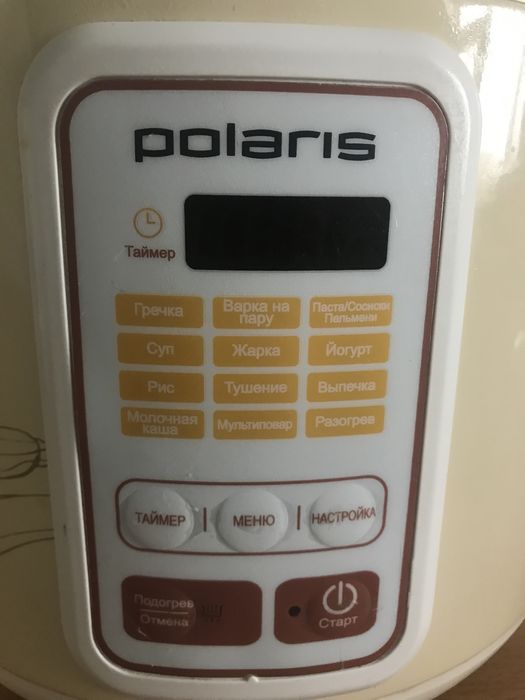 polaris
Таймер
Гречка
Варка на
пару
Паста/Сосиски
Пельмени
Суп
Жарка
Йогурт
Рис
Тушение
Выпечка
Молочная
каша
Мультиповар
Разогрев
ТАЙМЕР
МЕНЮ
НАСТРОЙКА
Подогрев
Отмена
Старт